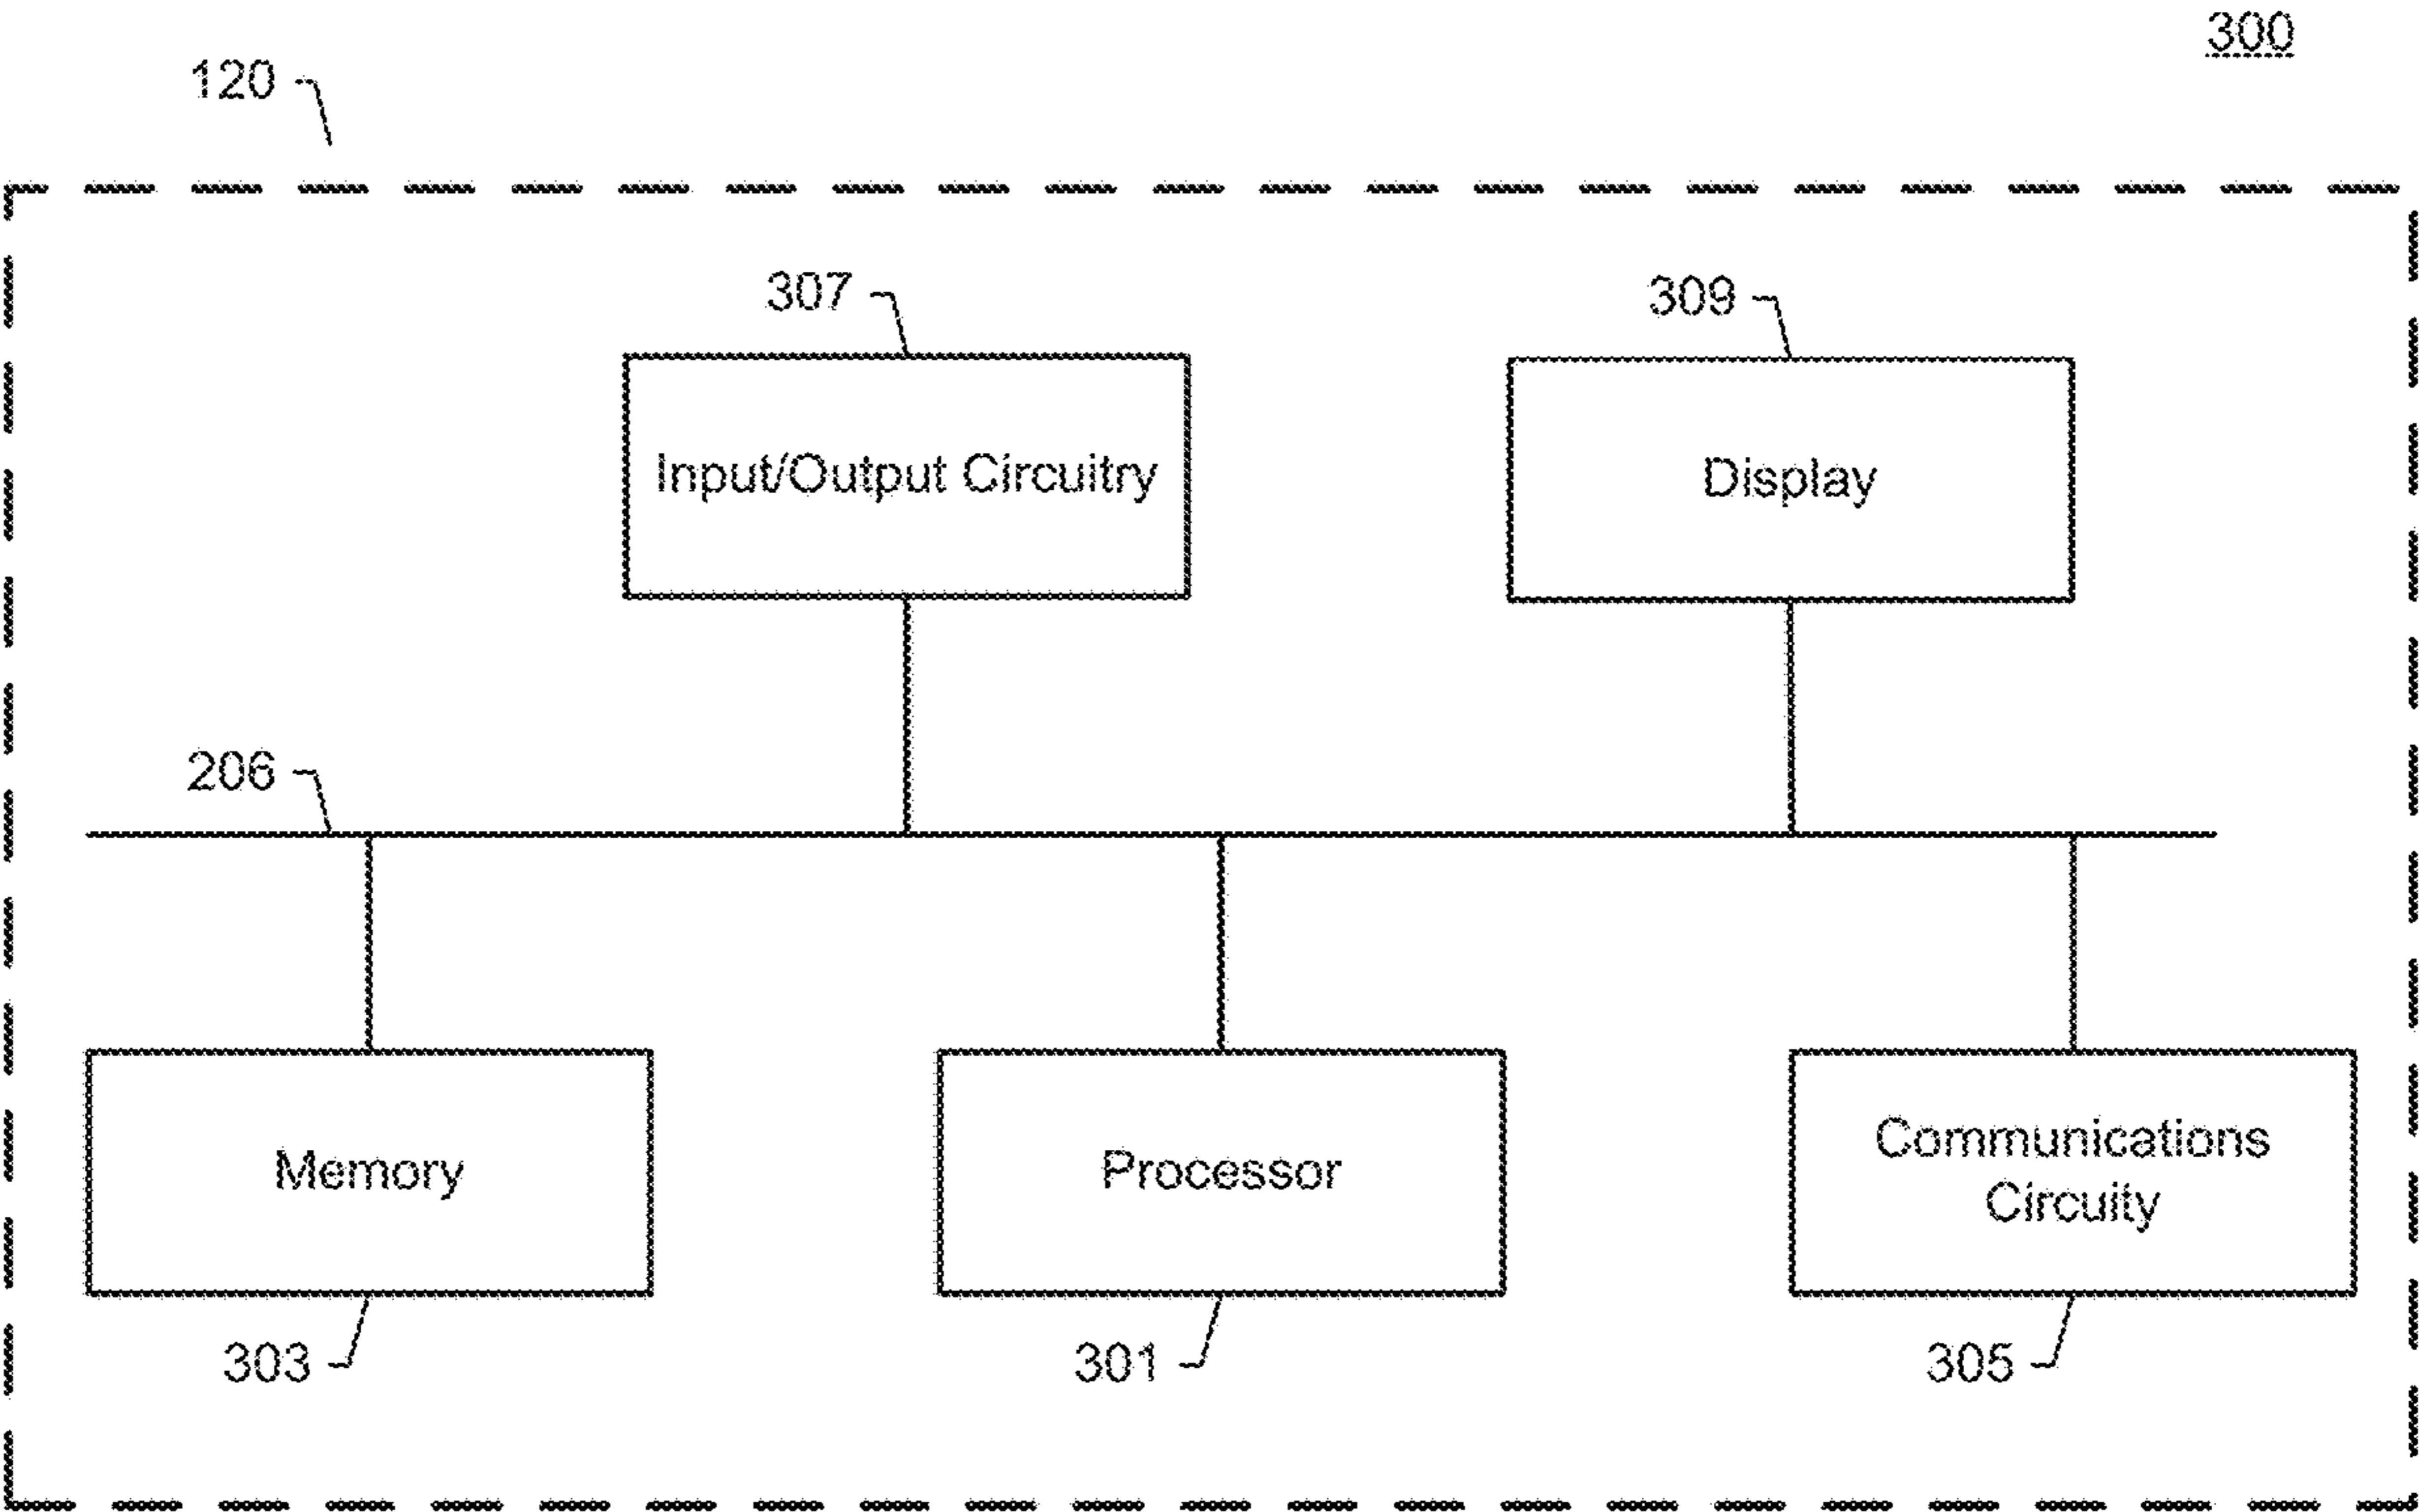 300
120
307
309
Input/Output Circuitry
Display
206
Memory
Processor
Communications
Circuity
303
301
305